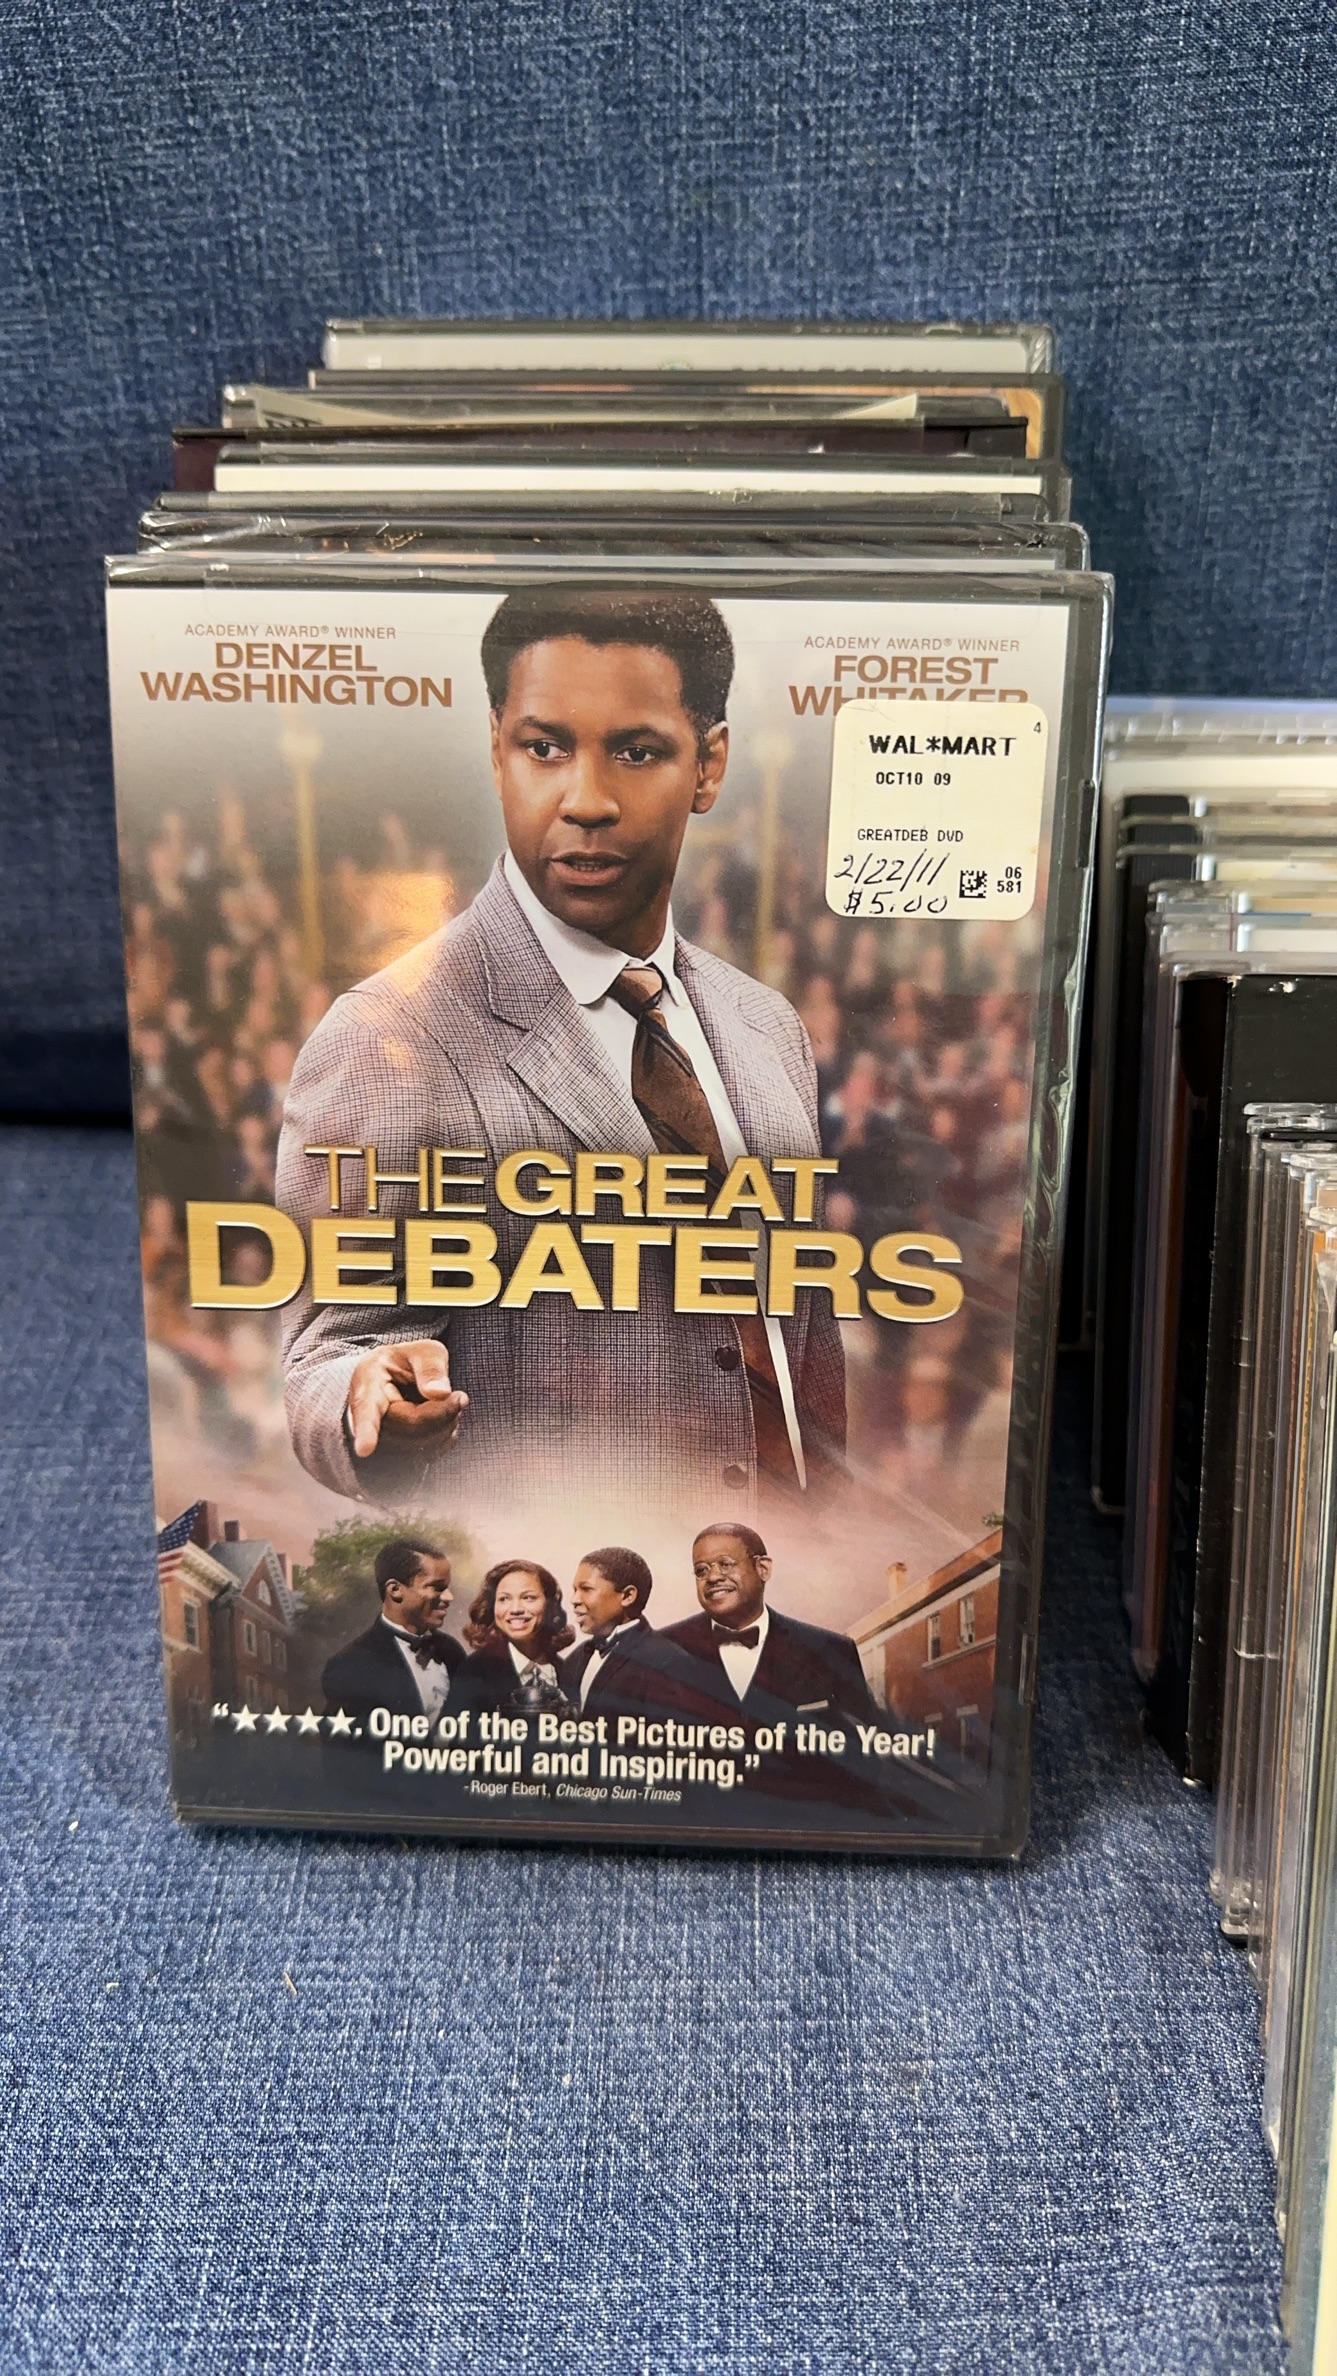 ACADEMY AWARD® WINNER
DENZEL
WASHINGTON
ACADEMY AWARD® WINNER
FOREST
WHITAKER
4
WAL*MART
OCT10 09
GREATDEB DVD
2/22/11
$5.00
06
581
THE GREAT
DEBATERS
“★★★★. One of the Best Pictures of the Year!
Powerful and Inspiring.”
-Roger Ebert, Chicago Sun-Times